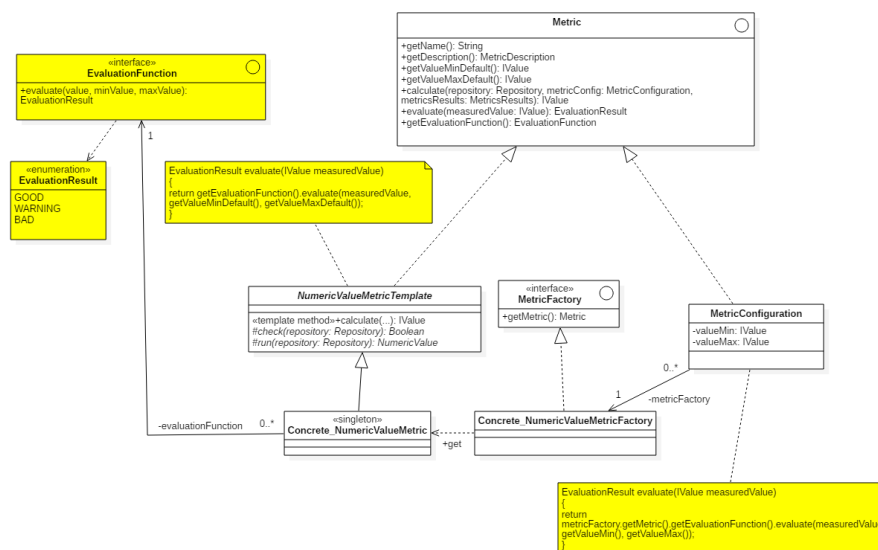 Metric
+getName(): String
+getDescription(): MetricDescription
+getValueMinDefault(): IValue
+getValueMaxDefault(): IValue
+calculate(repository: Repository, metricConfig: MetricConfiguration,
metricsResults: MetricsResults): IValue
+evaluate(measuredValue: IValue): EvaluationResult
+getEvaluationFunction(): EvaluationFunction
«interface»
EvaluationFunction
+evaluate(value, minValue, maxValue):
EvaluationResult
1
«enumeration»
EvaluationResult
GOOD
WARNING
BAD
EvaluationResult evaluate(IValue measuredValue)
{
return getEvaluationFunction().evaluate(measuredValue,
getValueMinDefault(), getValueMaxDefault());
}
NumericValueMetricTemplate
«template method»+calculate(...): IValue
#check(repository: Repository): Boolean
#run(repository: Repository): NumericValue
«interface»
MetricFactory
+getMetric(): Metric
MetricConfiguration
-valueMin: IValue
-valueMax: IValue
0..*
1
-metricFactory
-evaluationFunction
0..*
«singleton»
Concrete_NumericValueMetric
+get
Concrete_NumericValueMetricFactory
EvaluationResult evaluate(IValue measuredValue)
{
return
metricFactory.getMetric().getEvaluationFunction().evaluate(measuredValu
getValueMin(), getValueMax());
}